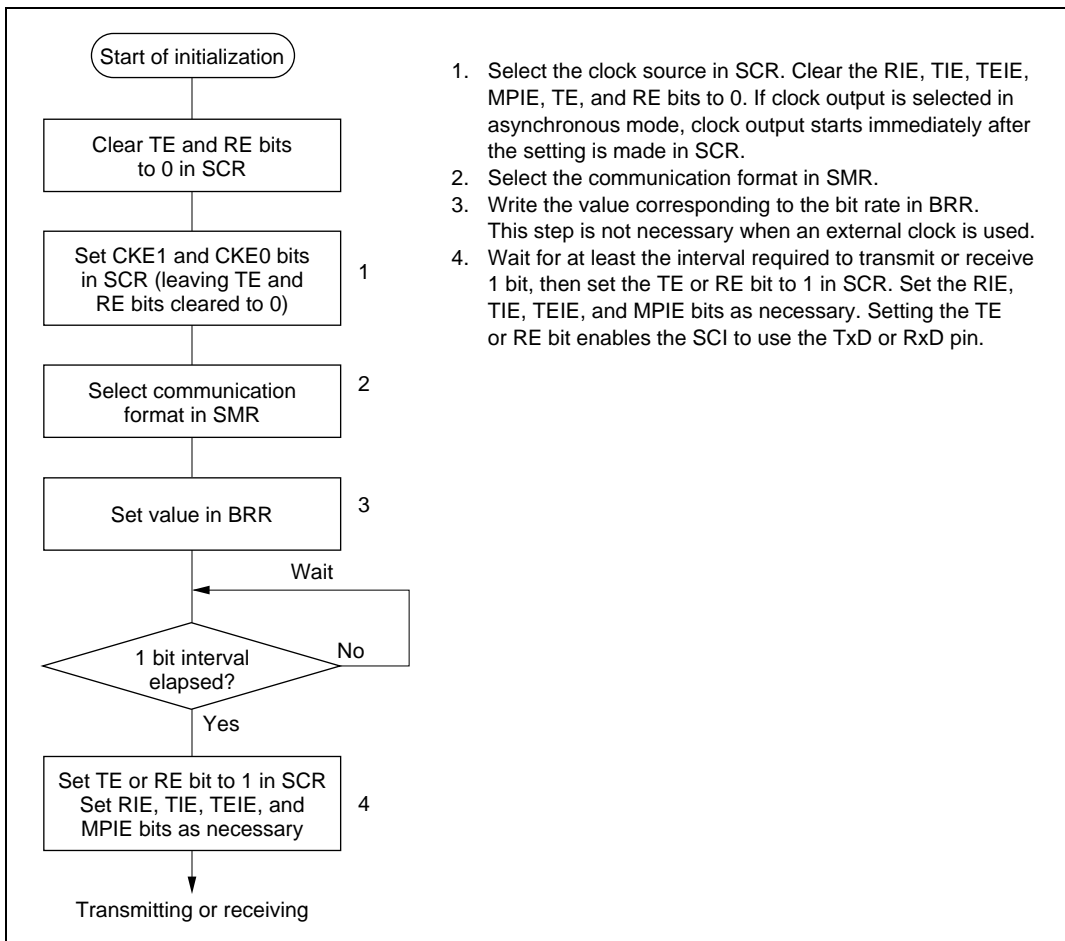 Start of initialization
Clear TE and RE bits
to 0 in SCR
Set CKE1 and CKE0 bits
in SCR (leaving TE and
RE bits cleared to 0)
1
Select communication
format in SMR
2
Set value in BRR
3
Wait
1 bit interval
elapsed?
No
Yes
Set TE or RE bit to 1 in SCR
Set RIE, TIE, TEIE, and
MPIE bits as necessary
4
Transmitting or receiving
1. Select the clock source in SCR. Clear the RIE, TIE, TEIE,
MPIE, TE, and RE bits to 0. If clock output is selected in
asynchronous mode, clock output starts immediately after
the setting is made in SCR.
2. Select the communication format in SMR.
3. Write the value corresponding to the bit rate in BRR.
This step is not necessary when an external clock is used.
4. Wait for at least the interval required to transmit or receive
1 bit, then set the TE or RE bit to 1 in SCR. Set the RIE,
TIE, TEIE, and MPIE bits as necessary. Setting the TE
or RE bit enables the SCI to use the TxD or RxD pin.